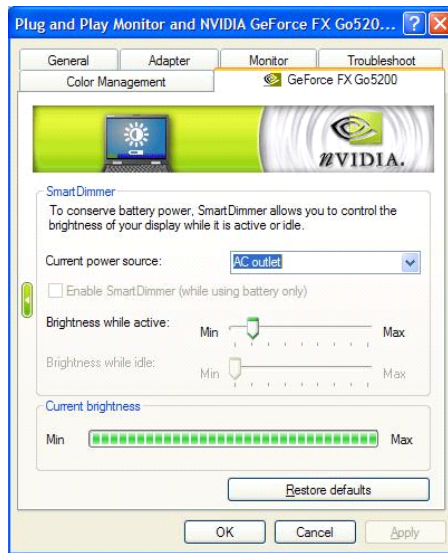 Plug and Play Monitor and NVIDIA GeForce FX Go520...
General Adapter Monitor Troubleshoot
Color Management GeForce FX Go5200
nVIDIA.
SmartDimmer
To conserve battery power, SmartDimmer allows you to control the
brightness of your display while it is active or idle.
Current power source: AC outlet
Enable SmartDimmer (while using battery only)
Brightness while active: Min Max
Brightness while idle: Min Max
Current brightness
Min Max
Restore defaults
OK Cancel Apply